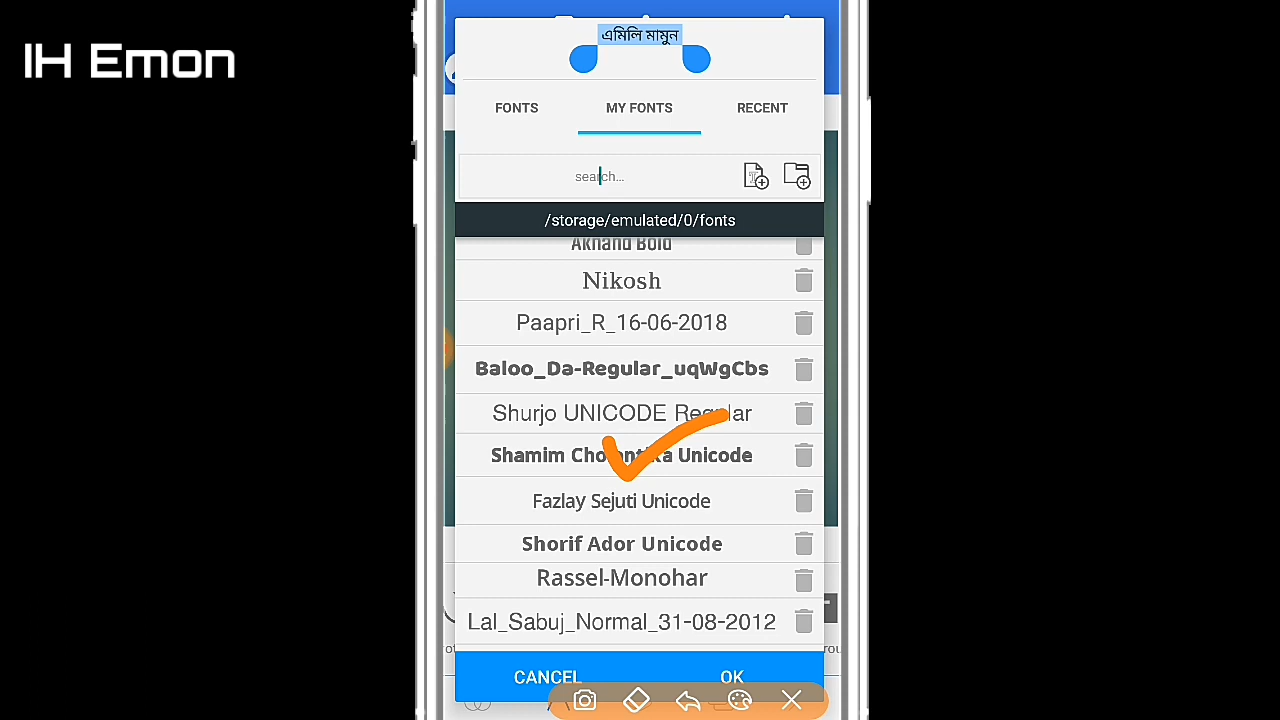 IH Emon
এমিলি মামুন
FONTS
MY FONTS
RECENT
search...
/storage/emulated/0/fonts
Akhand Bold
Nikosh
Paapri_R_16-06-2018
Baloo_Da-Regular_uqWgCbs
Shurjo UNICODE Regular
Shamim Cholontika Unicode
Fazlay Sejuti Unicode
Shorif Ador Unicode
Rassel-Monohar
Lal_Sabuj_Normal_31-08-2012
CANCEL
OK